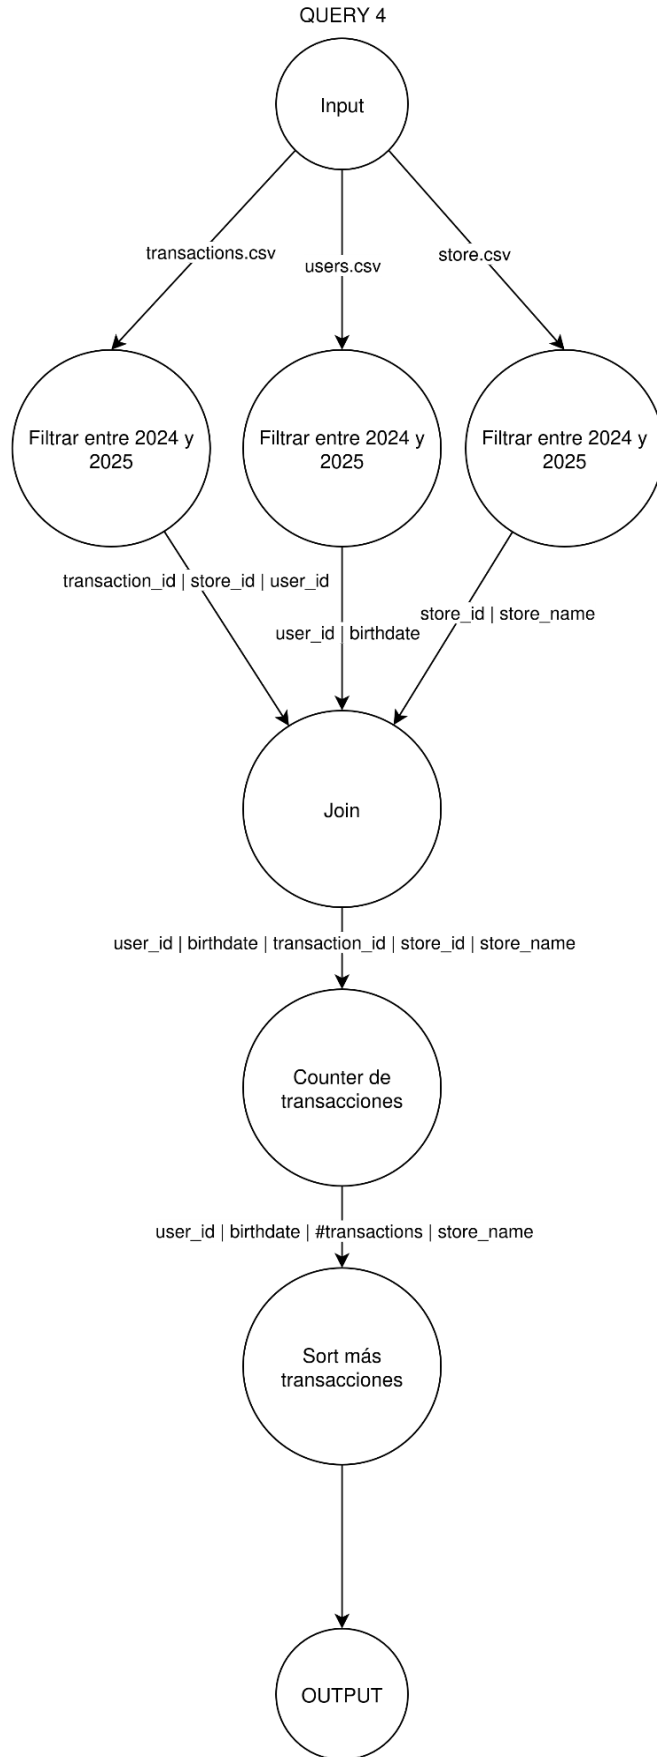 QUERY 4
Input
transactions.csv
users.csv
store.csv
Filtrar entre 2024 y
2025
Filtrar entre 2024 y
2025
Filtrar entre 2024 y
2025
transaction_id | store_id | user_id
user_id | birthdate
store_id | store_name
Join
user_id | birthdate | transaction_id | store_id | store_name
Counter de
transacciones
user_id | birthdate | #transactions | store_name
Sort más
transacciones
OUTPUT